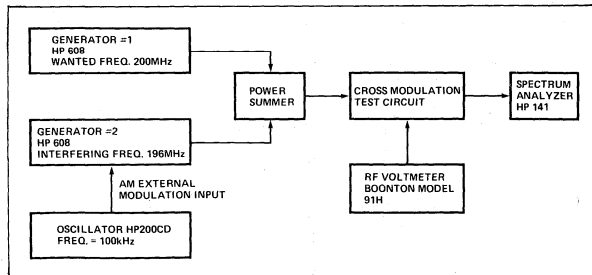 GENERATOR =1
HP 608
WANTED FREQ. 200MHz
POWER
SUMMER
CROSS MODULATION
TEST CIRCUIT
SPECTRUM
ANALYZER
HP 141
GENERATOR =2
HP 608
INTERFERING FREQ. 196MHz
AM EXTERNAL
MODULATION INPUT
RF VOLTMETER
BOONTON MODEL
91H
OSCILLATOR HP200CD
FREQ. = 100kHz